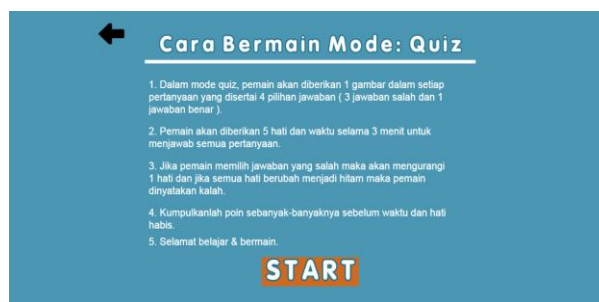 Cara Bermain Mode: Quiz
1. Dalam mode quiz, pemain akan diberikan 1 gambar dalam setiap
pertanyaan yang disertai 4 pilihan jawaban ( 3 jawaban salah dan 1
jawaban benar ).
2. Pemain akan diberikan 5 hati dan waktu selama 3 menit untuk
menjawab semua pertanyaan.
3. Jika pemain memilih jawaban yang salah maka akan mengurangi
1 hati dan jika semua hati berubah menjadi hitam maka pemain
dinyatakan kalah.
4. Kumpulkanlah poin sebanyak-banyaknya sebelum waktu dan hati
habis.
5. Selamat belajar & bermain.
START